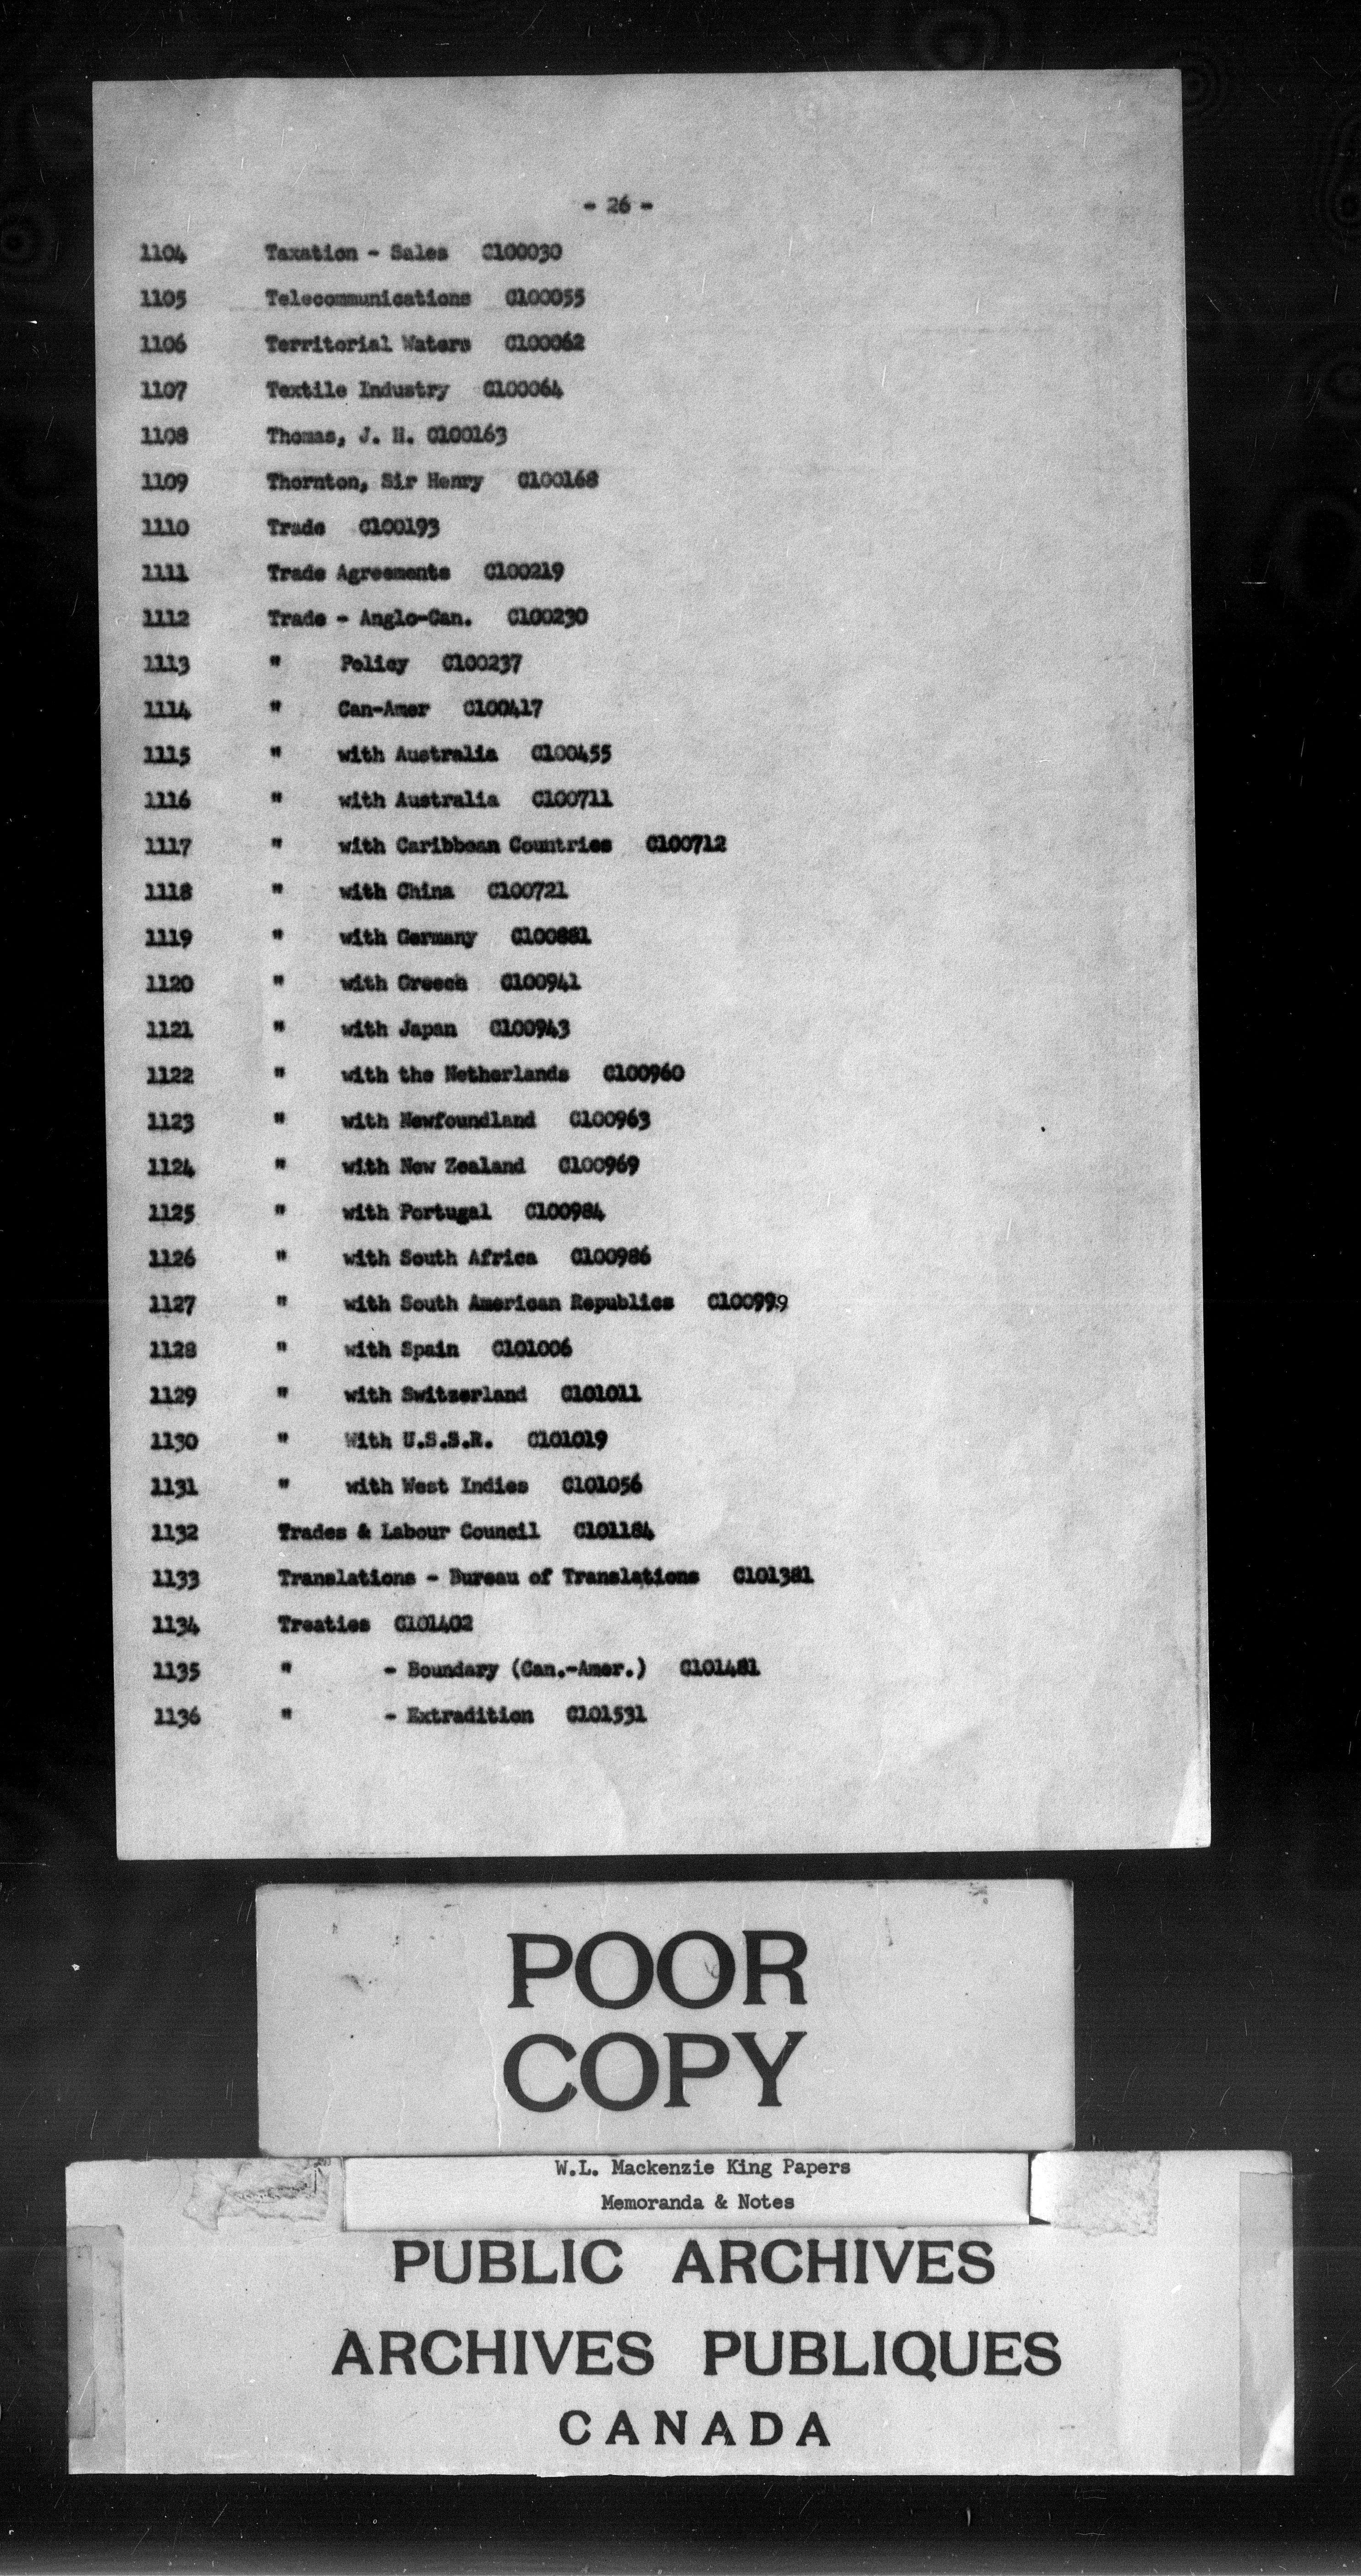 - 26 -
1104 Taxation - Sales C100030
1105 Telecommunications C100055
1106 Territorial Waters C100062
1107 Textile Industry C100064
1108 Thomas, J. H. C100163
1109 Thornton, Sir Henry C100168
1110 Trade C100193
1111 Trade Agreements C100219
1112 Trade - Anglo-Can. C100230
1113 " Policy C100237
1114 " Can-Amer C100417
1115 " with Australia C100455
1116 " with Australia C100711
1117 " with Caribbean Countries C100712
1118 " with China C100721
1119 " with Germany C100881
1120 " with Greece C100941
1121 " with Japan C100943
1122 " with the Netherlands C100960
1123 " with Newfoundland C100963
1124 " with New Zealand C100969
1125 " with Portugal C100984
1126 " with South Africa C100986
1127 " with South American Republics C100999
1128 " with Spain C101006
1129 " with Switzerland C101011
1130 " With U.S.S.R. C101019
1131 " with West Indies C101056
1132 Trades & Labour Council C101184
1133 Translations - Bureau of Translations C101381
1134 Treaties C101402
1135 " - Boundary (Can.-Amer.) C101481
1136 " - Extradition C101531
POOR
COPY
W.L. Mackenzie King Papers
Memoranda & Notes
PUBLIC ARCHIVES
ARCHIVES PUBLIQUES
CANADA